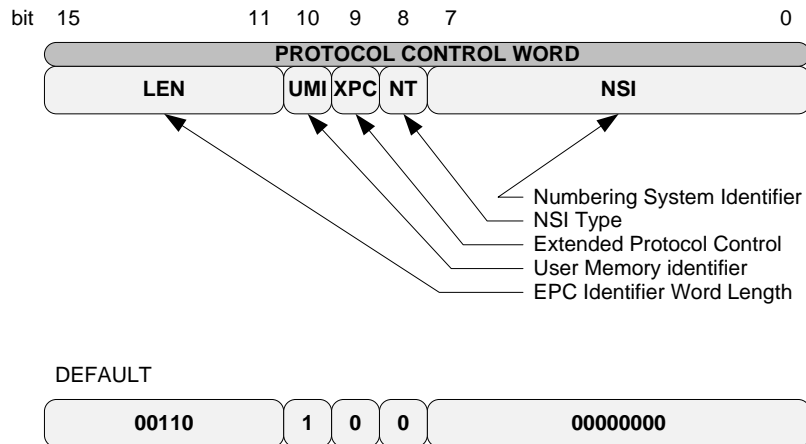 bit 15 11 10 9 8 7 0
PROTOCOL CONTROL WORD
LEN UMI XPC NT NSI
Numbering System Identifier
NSI Type
Extended Protocol Control
User Memory identifier
EPC Identifier Word Length
DEFAULT
00110 1 0 0 00000000